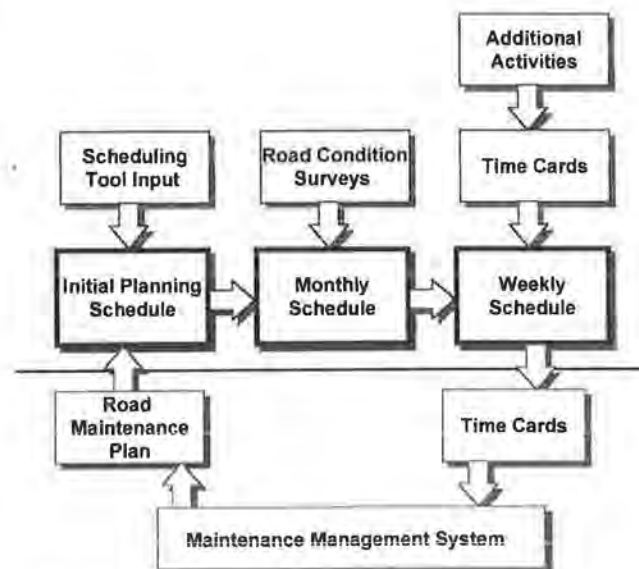 Additional
Activities
Scheduling
Tool Input
Road Condition
Surveys
Time Cards
Initial Planning
Schedule
Monthly
Schedule
Weekly
Schedule
Road
Maintenance
Plan
Time Cards
Maintenance Management System